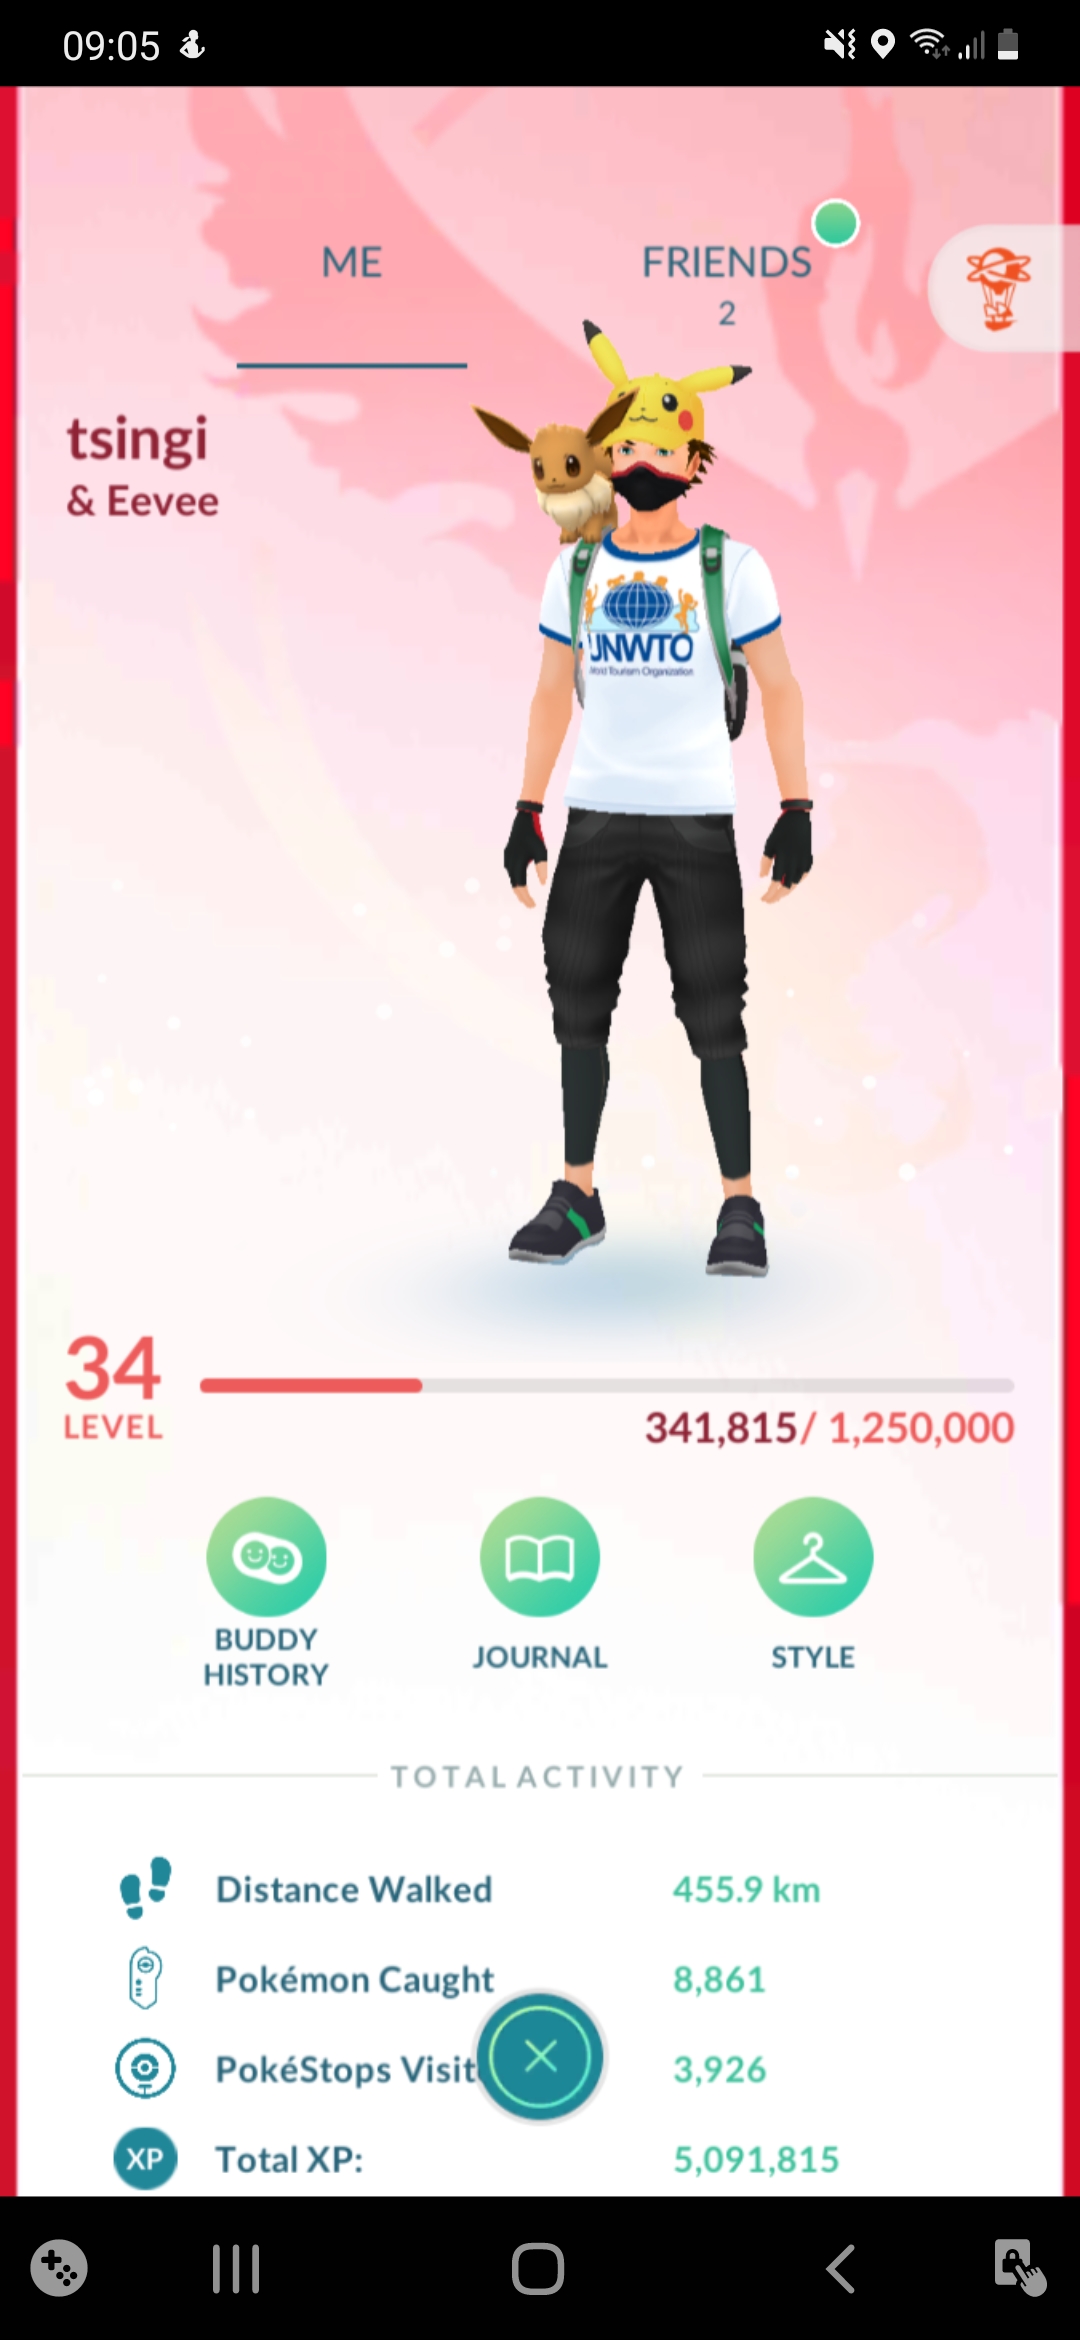 09:05
ME
FRIENDS
2
tsingi
& Eevee
UNWTO
World Tourism Organization
34
LEVEL
341,815/ 1,250,000
BUDDY
HISTORY
JOURNAL
STYLE
TOTAL ACTIVITY
Distance Walked 455.9 km
Pokémon Caught 8,861
PokéStops Visit 3,926
XP Total XP: 5,091,815